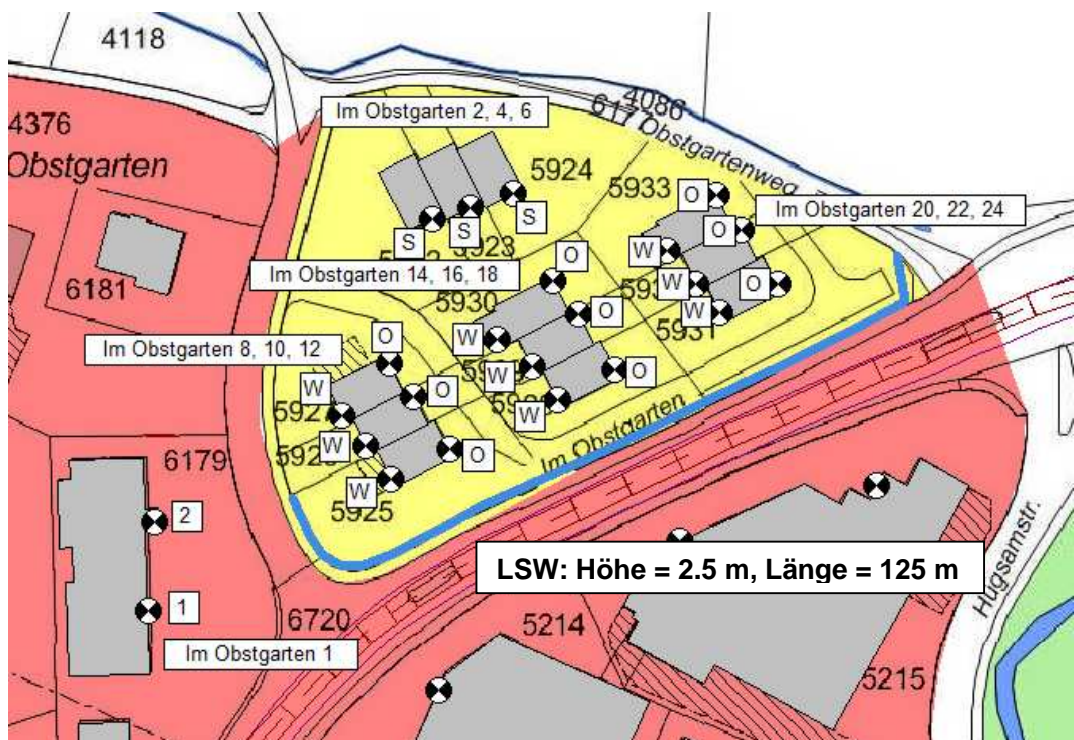 4118
4376
Obstgarten
Im Obstgarten 2, 4, 6
4086
617
Obstgartenweg
5924
5933
O
O
Im Obstgarten 20, 22, 24
S
S
S
5923
W
O
Im Obstgarten 14, 16, 18
6181
5930
W
O
O
W
5931
Im Obstgarten 8, 10, 12
O
W
W
O
W
O
W
5927
W
O
W
5925
Im Obstgarten
6179
2
LSW: Höhe = 2.5 m, Länge = 125 m
Hugsamstr.
1
6720
5214
Im Obstgarten 1
5215